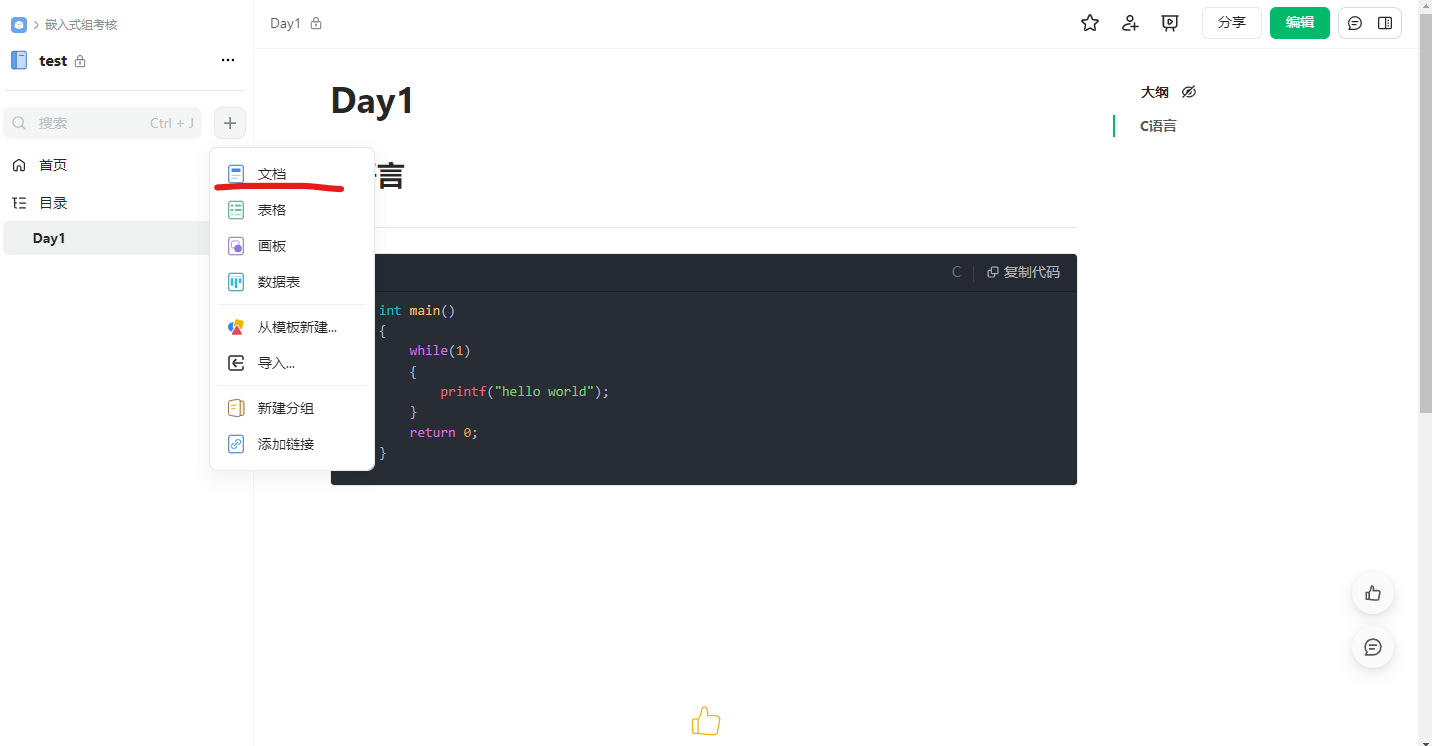 嵌入式组考核
test
搜索 Ctrl + J
首页
目录
Day1
文档
表格
画板
数据表
从模板新建...
导入...
新建分组
添加链接
Day1
分享
编辑
Day1
言
C 复制代码
int main()
{
while(1)
{
printf("hello world");
}
return 0;
}
大纲
C语言